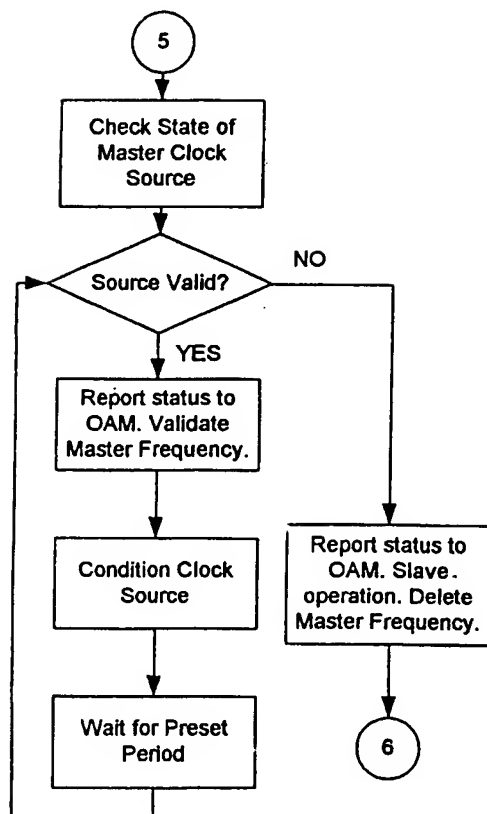 5
Check State of
Master Clock
Source
Source Valid?
NO
YES
Report status to
OAM. Validate
Master Frequency.
Condition Clock
Source
Report status to
OAM. Slave
operation. Delete
Master Frequency.
Wait for Preset
Period
6